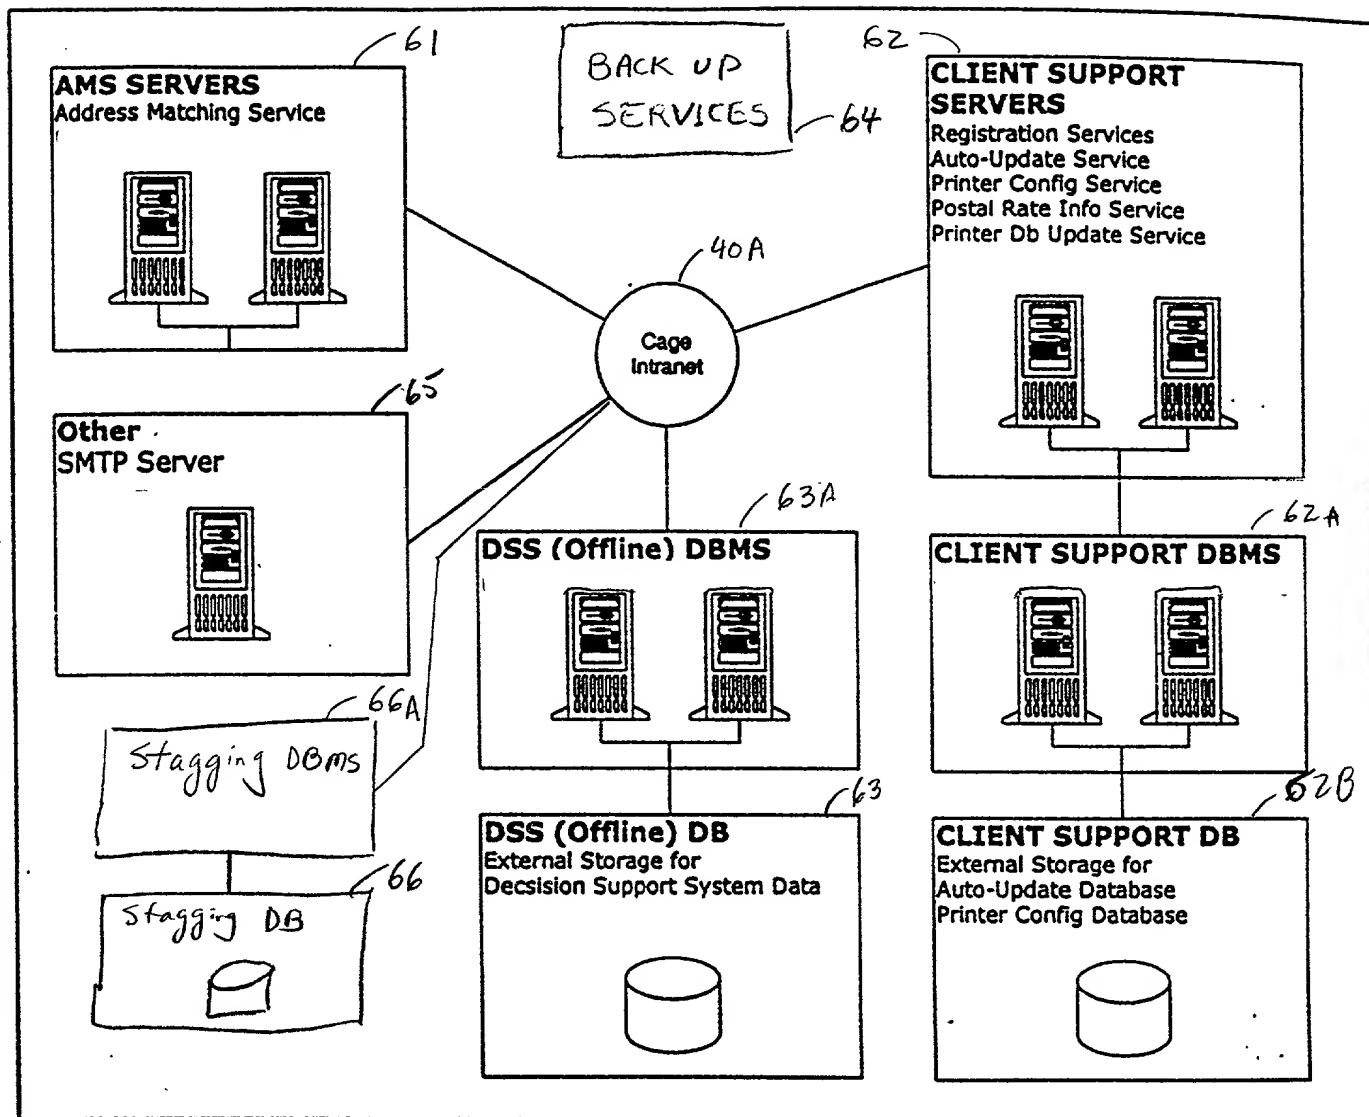 61
AMS SERVERS
Address Matching Service
BACK UP
SERVICES
64
62
CLIENT SUPPORT
SERVERS
Registration Services
Auto-Update Service
Printer Config Service
Postal Rate Info Service
Printer Db Update Service
40A
Cage
Intranet
65
Other
SMTP Server
63A
DSS (Offline) DBMS
62A
CLIENT SUPPORT DBMS
66A
Stagging DBms
66
Stagging DB
63
DSS (Offline) DB
External Storage for
Decsision Support System Data
62B
CLIENT SUPPORT DB
External Storage for
Auto-Update Database
Printer Config Database